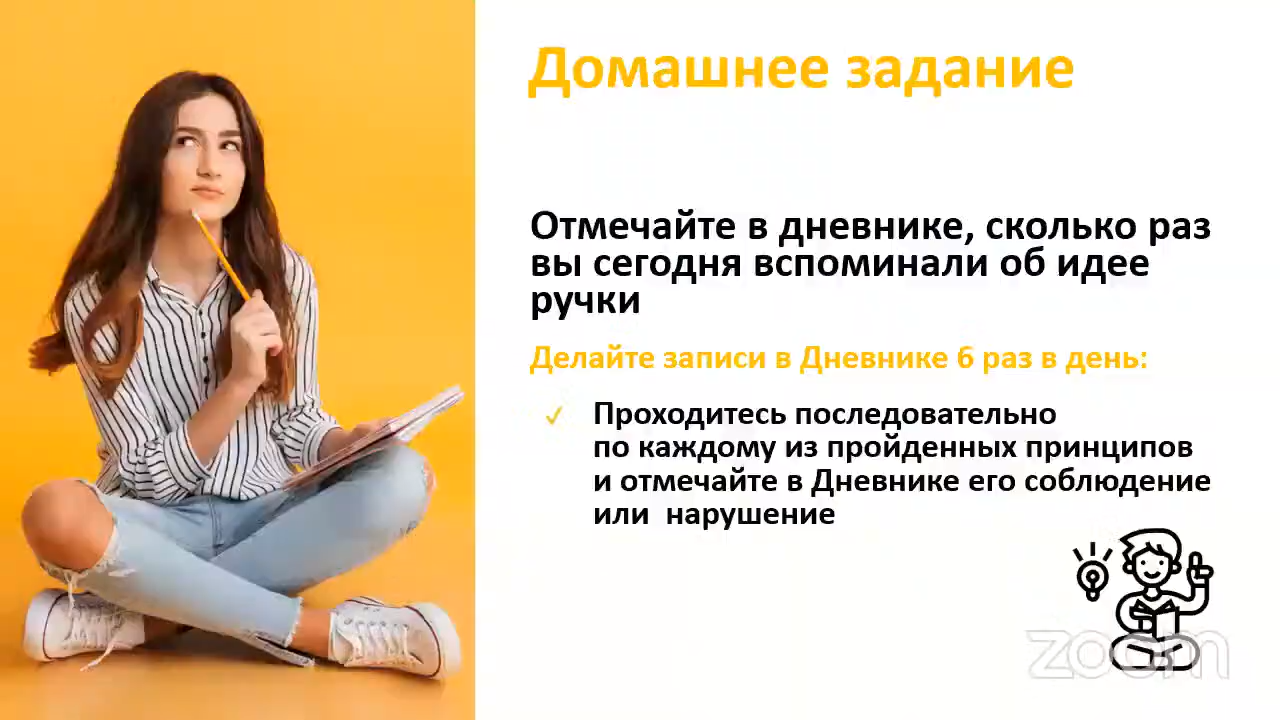 Домашнее задание
Отмечайте в дневнике, сколько раз
вы сегодня вспоминали об идее
ручки
Делайте записи в Дневнике 6 раз в день:
✓ Проходитесь последовательно
по каждому из пройденных принципов
и отмечайте в Дневнике его соблюдение
или нарушение
zoom